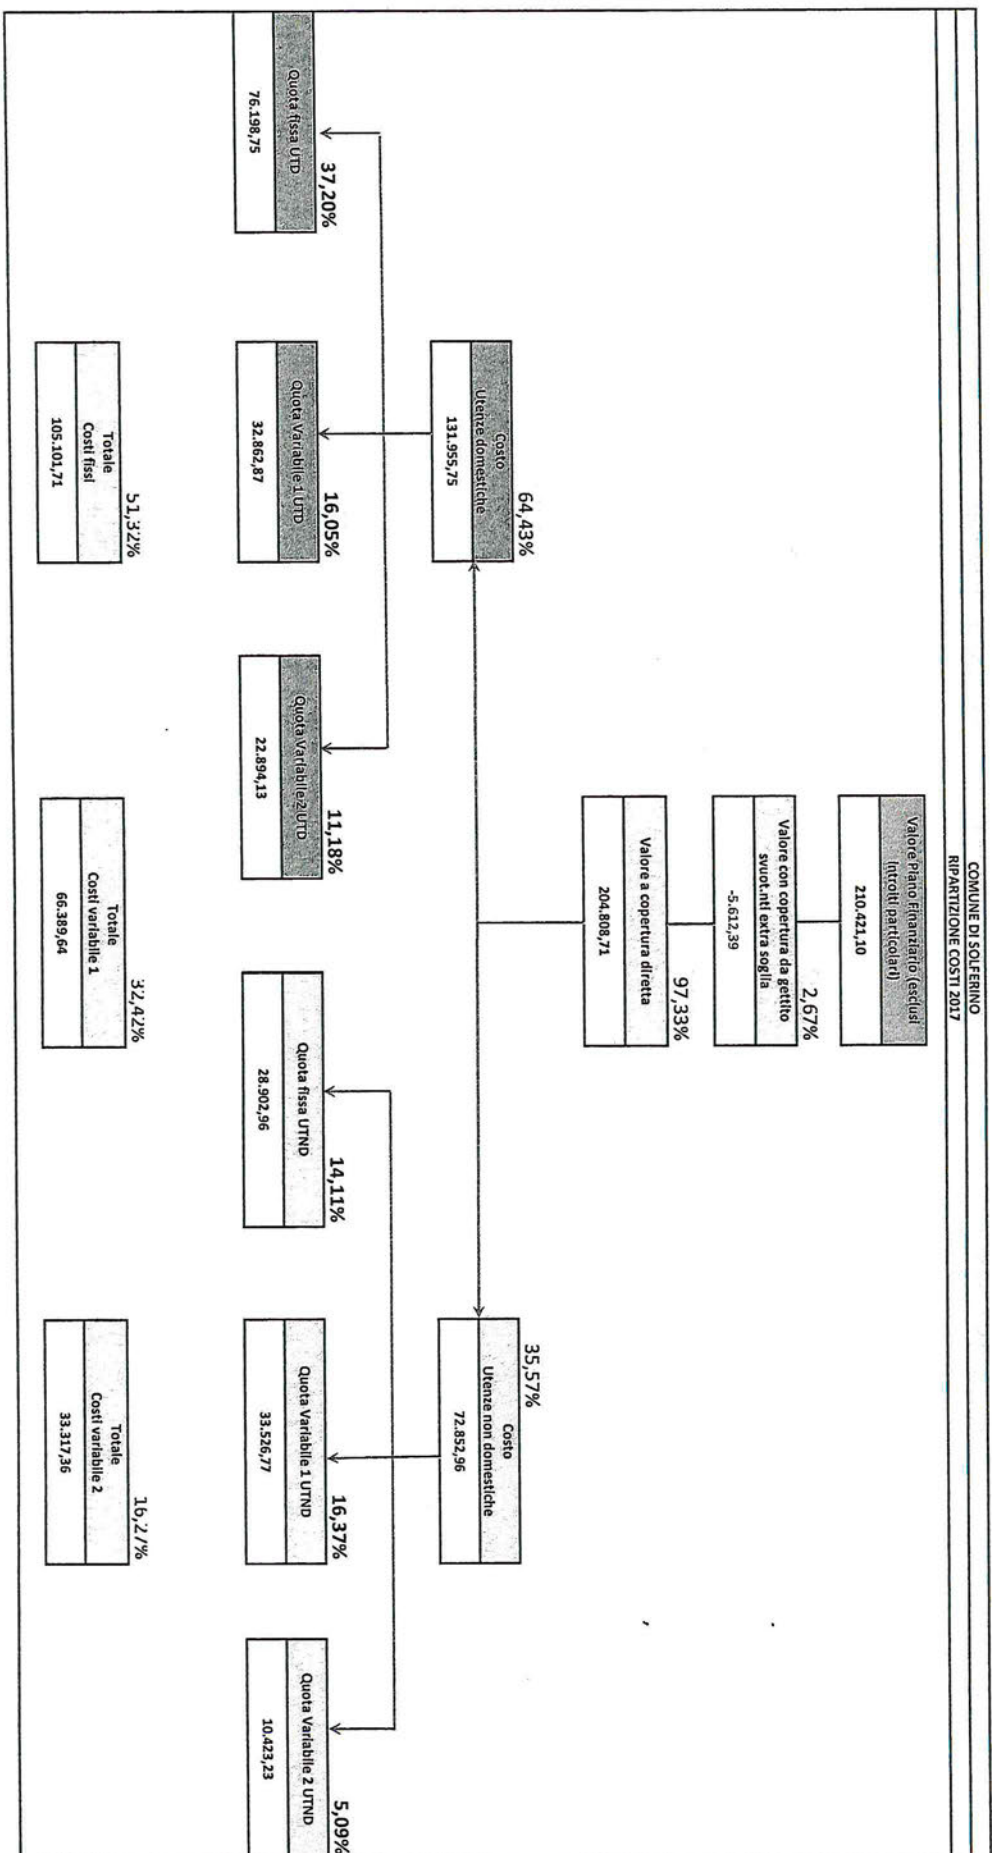 COMUNE DI SOLFERINO
RIPARTIZIONE COSTI 2017
Valore Piano Finanziario (esclusi
introiti particolari)
210.421,10
2,67%
Valore con copertura da gettito
svuot.nti extra soglia
-5.612,39
97,33%
Valore a copertura diretta
204.808,71
64,43%
Costo
Utenze domestiche
131.955,75
35,57%
Costo
Utenze non domestiche
72.852,96
37,20%
Quota fissa UTD
76.198,75
16,05%
Quota Variabile 1 UTD
32.862,87
11,18%
Quota Variabile 2 UTD
22.894,13
14,11%
Quota fissa UTND
28.902,96
16,37%
Quota Variabile 1 UTND
33.526,77
5,09%
Quota Variabile 2 UTND
10.423,23
51,32%
Totale
Costi fissi
105.101,71
32,42%
Totale
Costi variabile 1
66.389,64
16,27%
Totale
Costi variabile 2
33.317,36